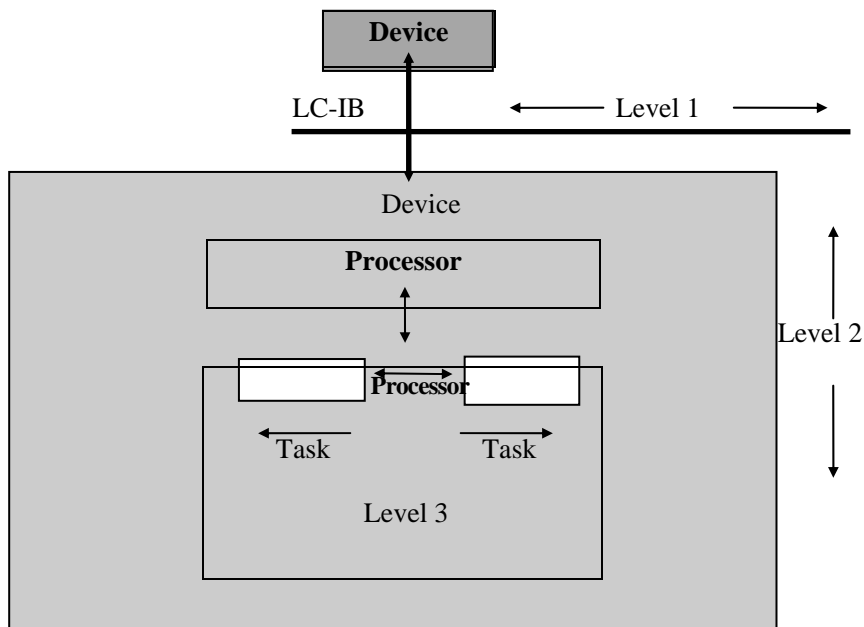 Device
LC-IB
Level 1
Device
Processor
Level 2
Processor
Task
Task
Level 3